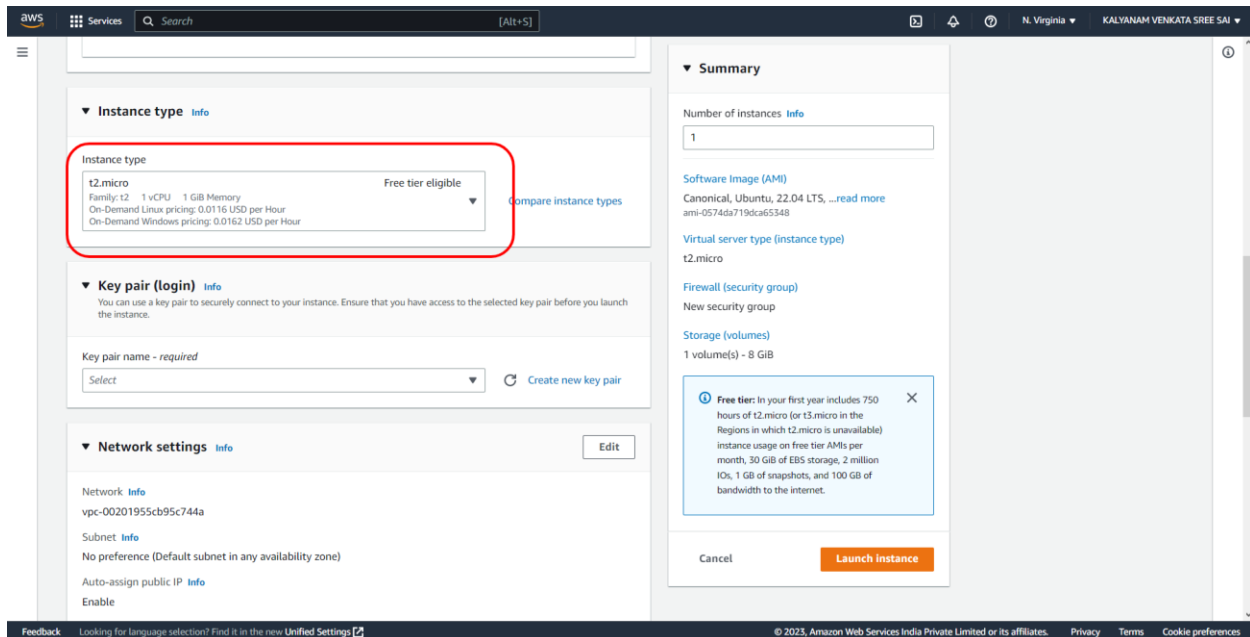 aws Services Search [Alt+S] N. Virginia KALYANAM VENKATA SREE SAI
Instance type Info
Instance type
t2.micro Free tier eligible
Family: t2 1 vCPU 1 GiB Memory
On-Demand Linux pricing: 0.0116 USD per Hour
On-Demand Windows pricing: 0.0162 USD per Hour
Compare instance types
Key pair (login) Info
You can use a key pair to securely connect to your instance. Ensure that you have access to the selected key pair before you launch
the instance.
Key pair name - required
Select
Create new key pair
Network settings Info
Edit
Network Info
vpc-00201955cb95c744a
Subnet Info
No preference (Default subnet in any availability zone)
Auto-assign public IP Info
Enable
Summary
Number of instances Info
1
Software Image (AMI)
Canonical, Ubuntu, 22.04 LTS, ...read more
ami-0574da719dca65348
Virtual server type (instance type)
t2.micro
Firewall (security group)
New security group
Storage (volumes)
1 volume(s) - 8 GiB
Free tier: In your first year includes 750
hours of t2.micro (or t3.micro in the
Regions in which t2.micro is unavailable)
instance usage on free tier AMIs per
month, 30 GiB of EBS storage, 2 million
IOs, 1 GB of snapshots, and 100 GB of
bandwidth to the internet.
Cancel
Launch instance
Feedback Looking for language selection? Find it in the new Unified Settings © 2023, Amazon Web Services India Private Limited or its affiliates. Privacy Terms Cookie preferences